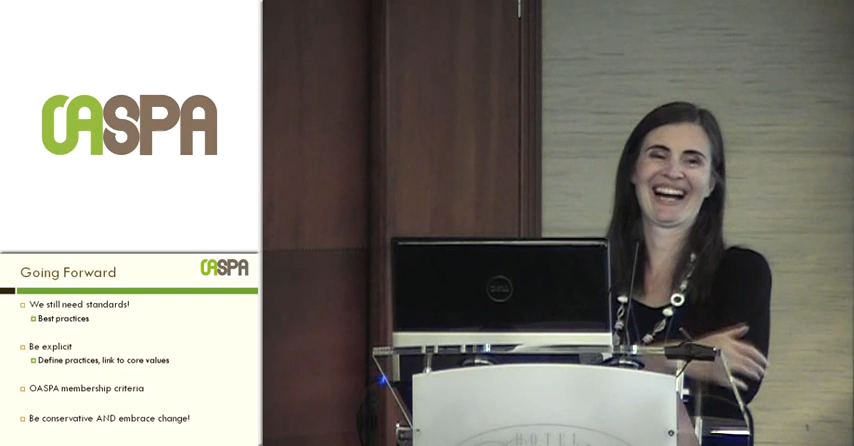 OASPA
Going Forward
OASPA
We still need standards!
Best practices
Be explicit
Define practices, link to core values
OASPA membership criteria
Be conservative AND embrace change!
DELL
HOTEL